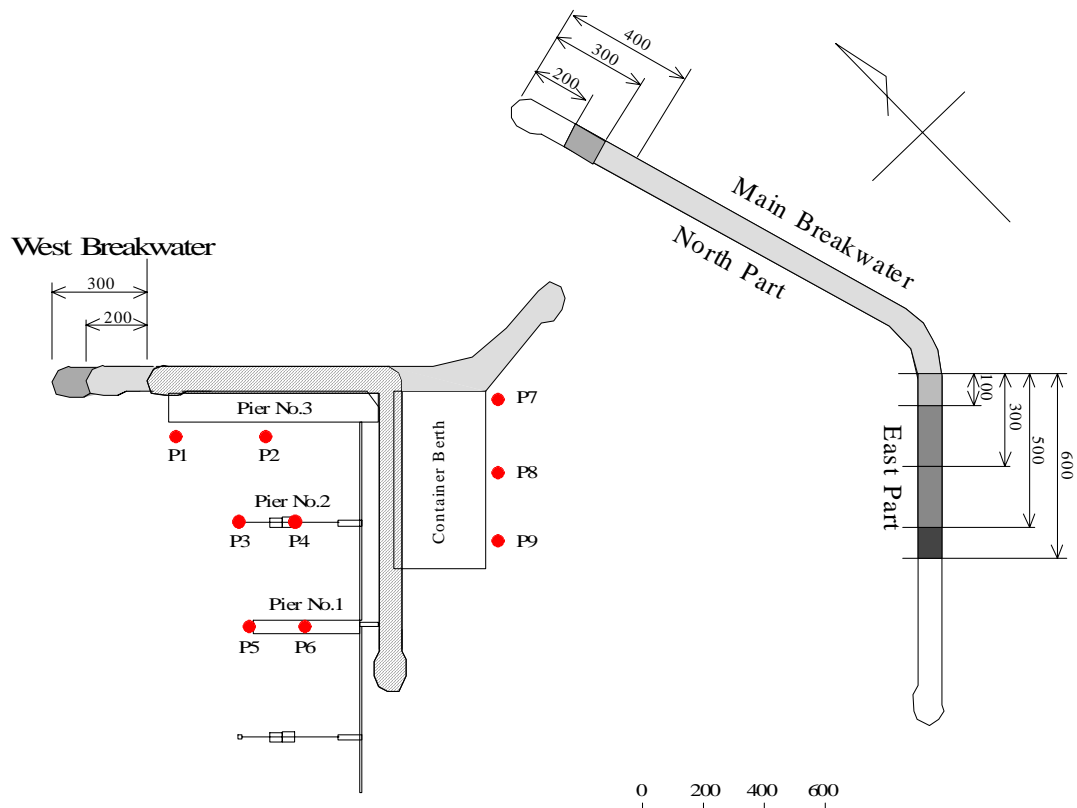 400
300
200
Main Breakwater
North Part
West Breakwater
300
200
Pier No.3
P1
P2
P7
Container Berth
P8
P9
Pier No.2
P3
P4
Pier No.1
P5
P6
100
300
500
600
East Part
0 200 400 600